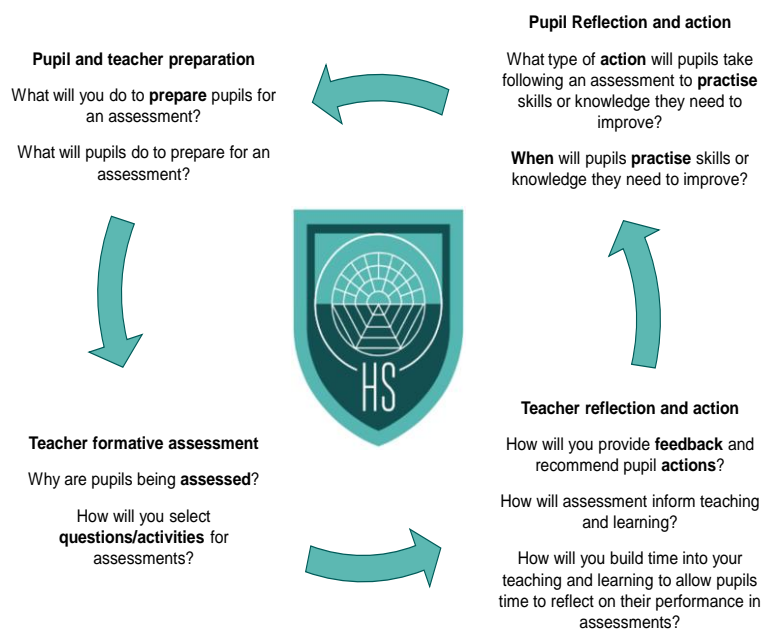 Pupil and teacher preparation
What will you do to prepare pupils for
an assessment?
What will pupils do to prepare for an
assessment?
Pupil Reflection and action
What type of action will pupils take
following an assessment to practise
skills or knowledge they need to
improve?
When will pupils practise skills or
knowledge they need to improve?
HS
Teacher formative assessment
Why are pupils being assessed?
How will you select
questions/activities for
assessments?
Teacher reflection and action
How will you provide feedback and
recommend pupil actions?
How will assessment inform teaching
and learning?
How will you build time into your
teaching and learning to allow pupils
time to reflect on their performance in
assessments?